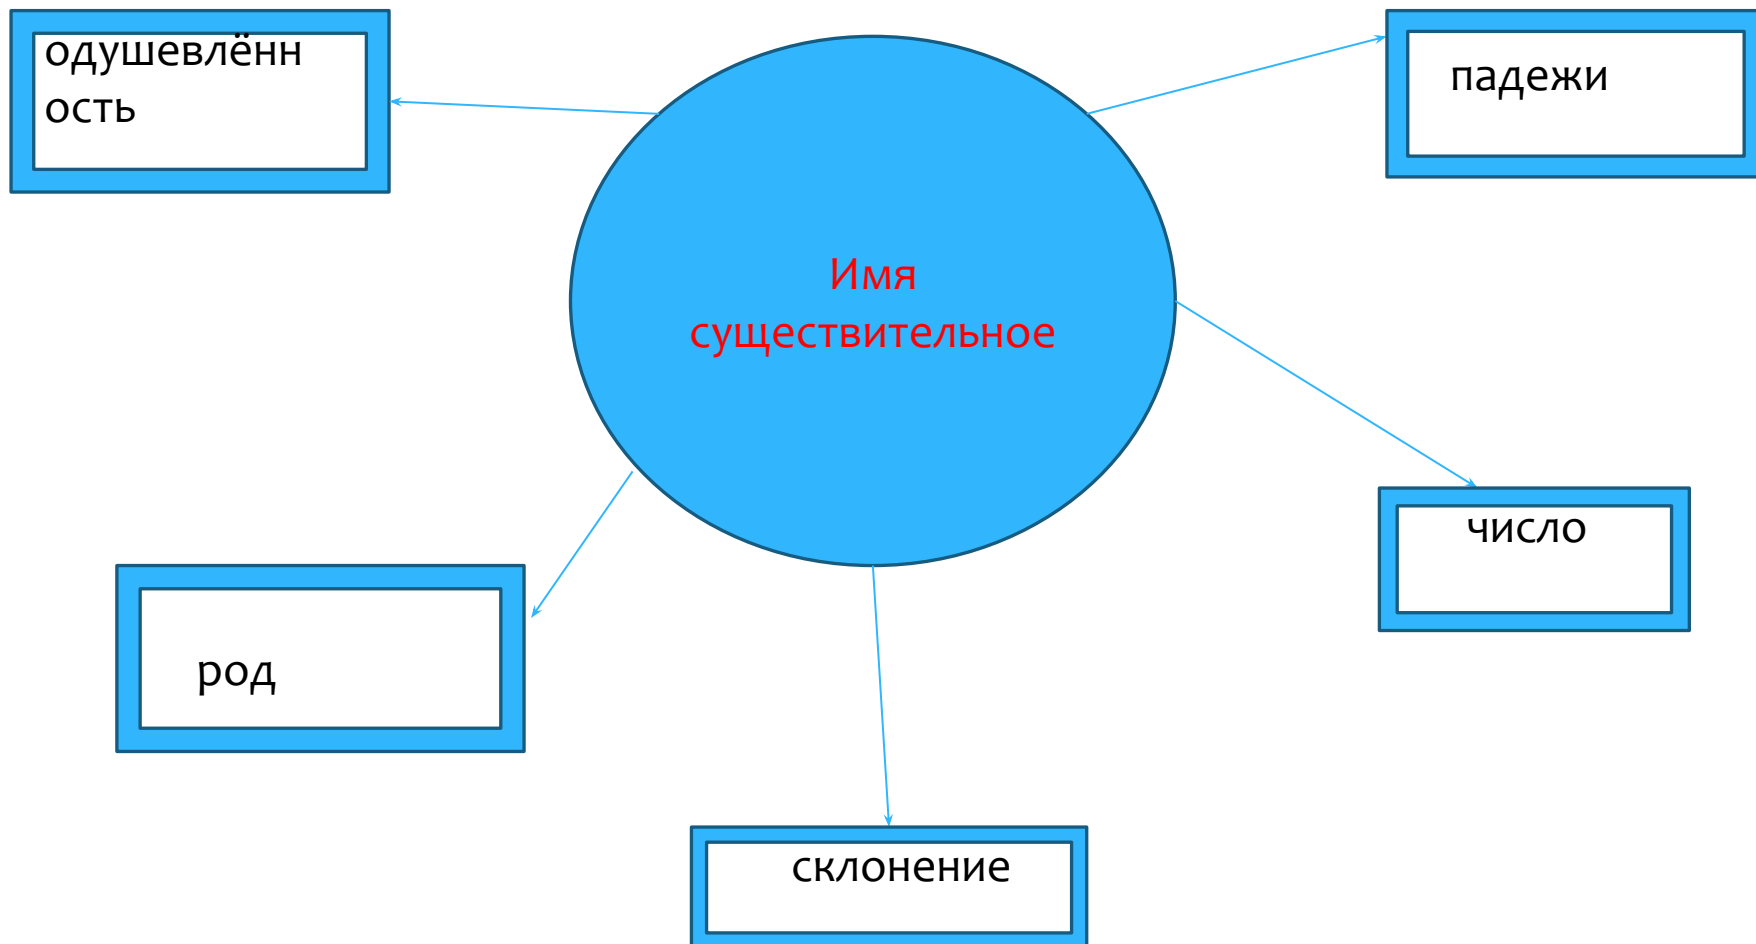 одушевлённ
ость
падежи
Имя
существительное
число
род
склонение